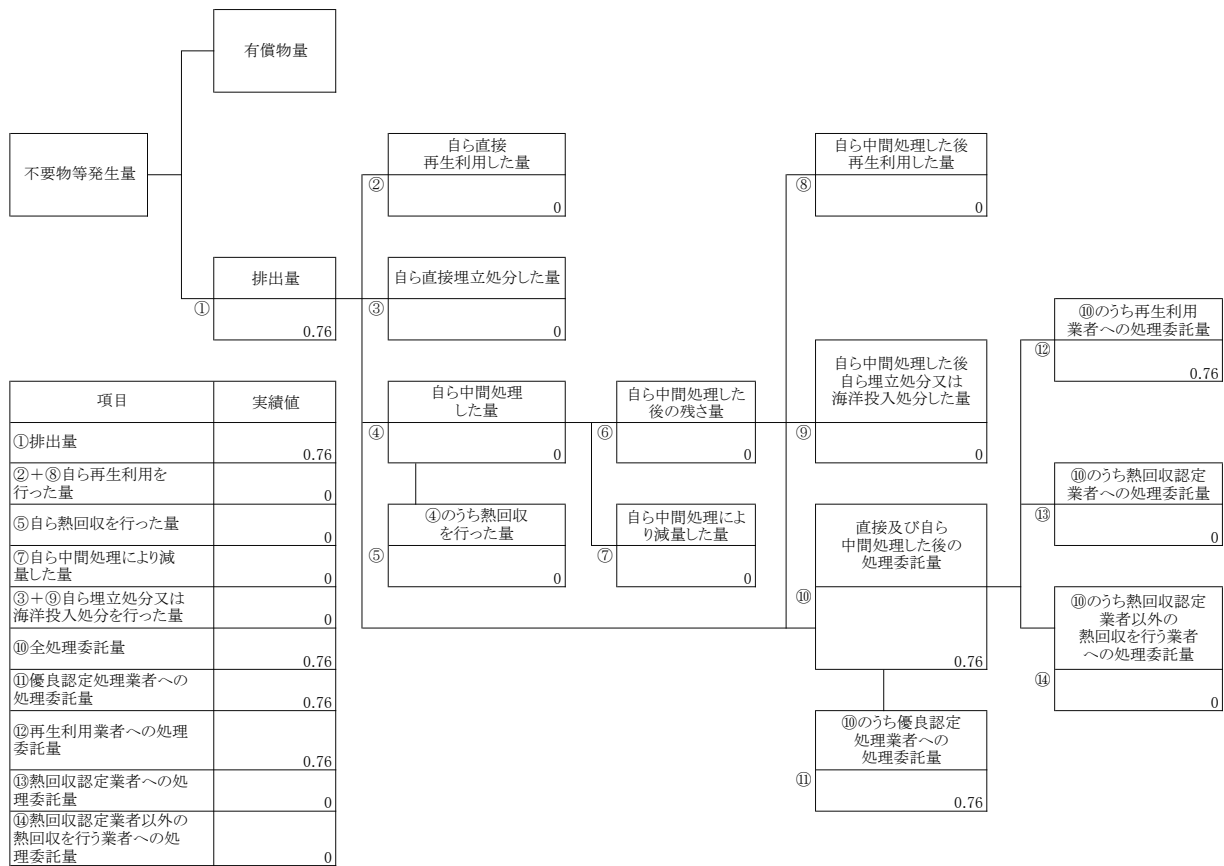 有償物量
不要物等発生量
排出量
①
0.76
自ら直接
再生利用した量
②
0
自ら直接埋立処分した量
③
0
自ら中間処理
した量
④
0
④のうち熱回収
を行った量
⑤
0
自ら中間処理した
後の残さ量
⑥
0
自ら中間処理によ
り減量した量
⑦
0
自ら中間処理した後
再生利用した量
⑧
0
自ら中間処理した後
自ら埋立処分又は
海洋投入処分した量
⑨
0
直接及び自ら
中間処理した後の
処理委託量
⑩
0.76
⑩のうち優良認定
処理業者への
処理委託量
⑪
0.76
⑩のうち再生利用
業者への処理委託量
⑫
0.76
⑩のうち熱回収認定
業者への処理委託量
⑬
0
⑩のうち熱回収認定
業者以外の
熱回収を行う業者
への処理委託量
⑭
0
項目 実績値
①排出量 0.76
②+⑧自ら再生利用を
行った量 0
⑤自ら熱回収を行った量 0
⑦自ら中間処理により減
量した量 0
③+⑨自ら埋立処分又は
海洋投入処分を行った量 0
⑩全処理委託量 0.76
⑪優良認定処理業者への
処理委託量 0.76
⑫再生利用業者への処理
委託量 0.76
⑬熱回収認定業者への処
理委託量 0
⑭熱回収認定業者以外の
熱回収を行う業者への処
理委託量 0